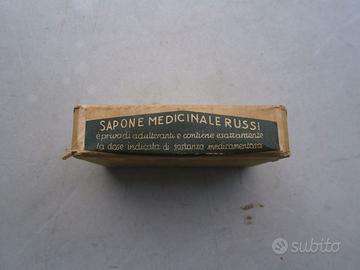 SAPONE MEDICINALE RUSSI
è privo di adulteranti e contiene esattamente
la dose indicata di sostanza medicamentosa
subito